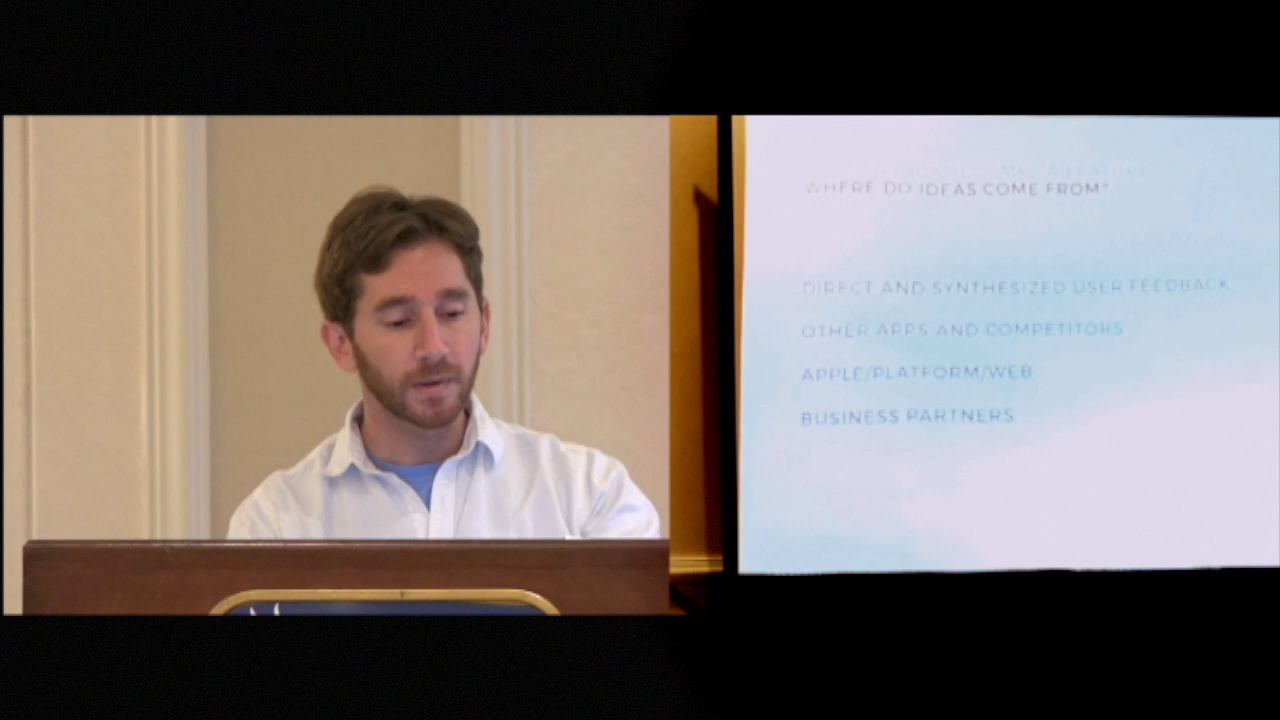 WHERE DO IDEAS COME FROM?
DIRECT AND SYNTHESIZED USER FEEDBACK
OTHER APPS AND COMPETITORS
APPLE/PLATFORM/WEB
BUSINESS PARTNERS